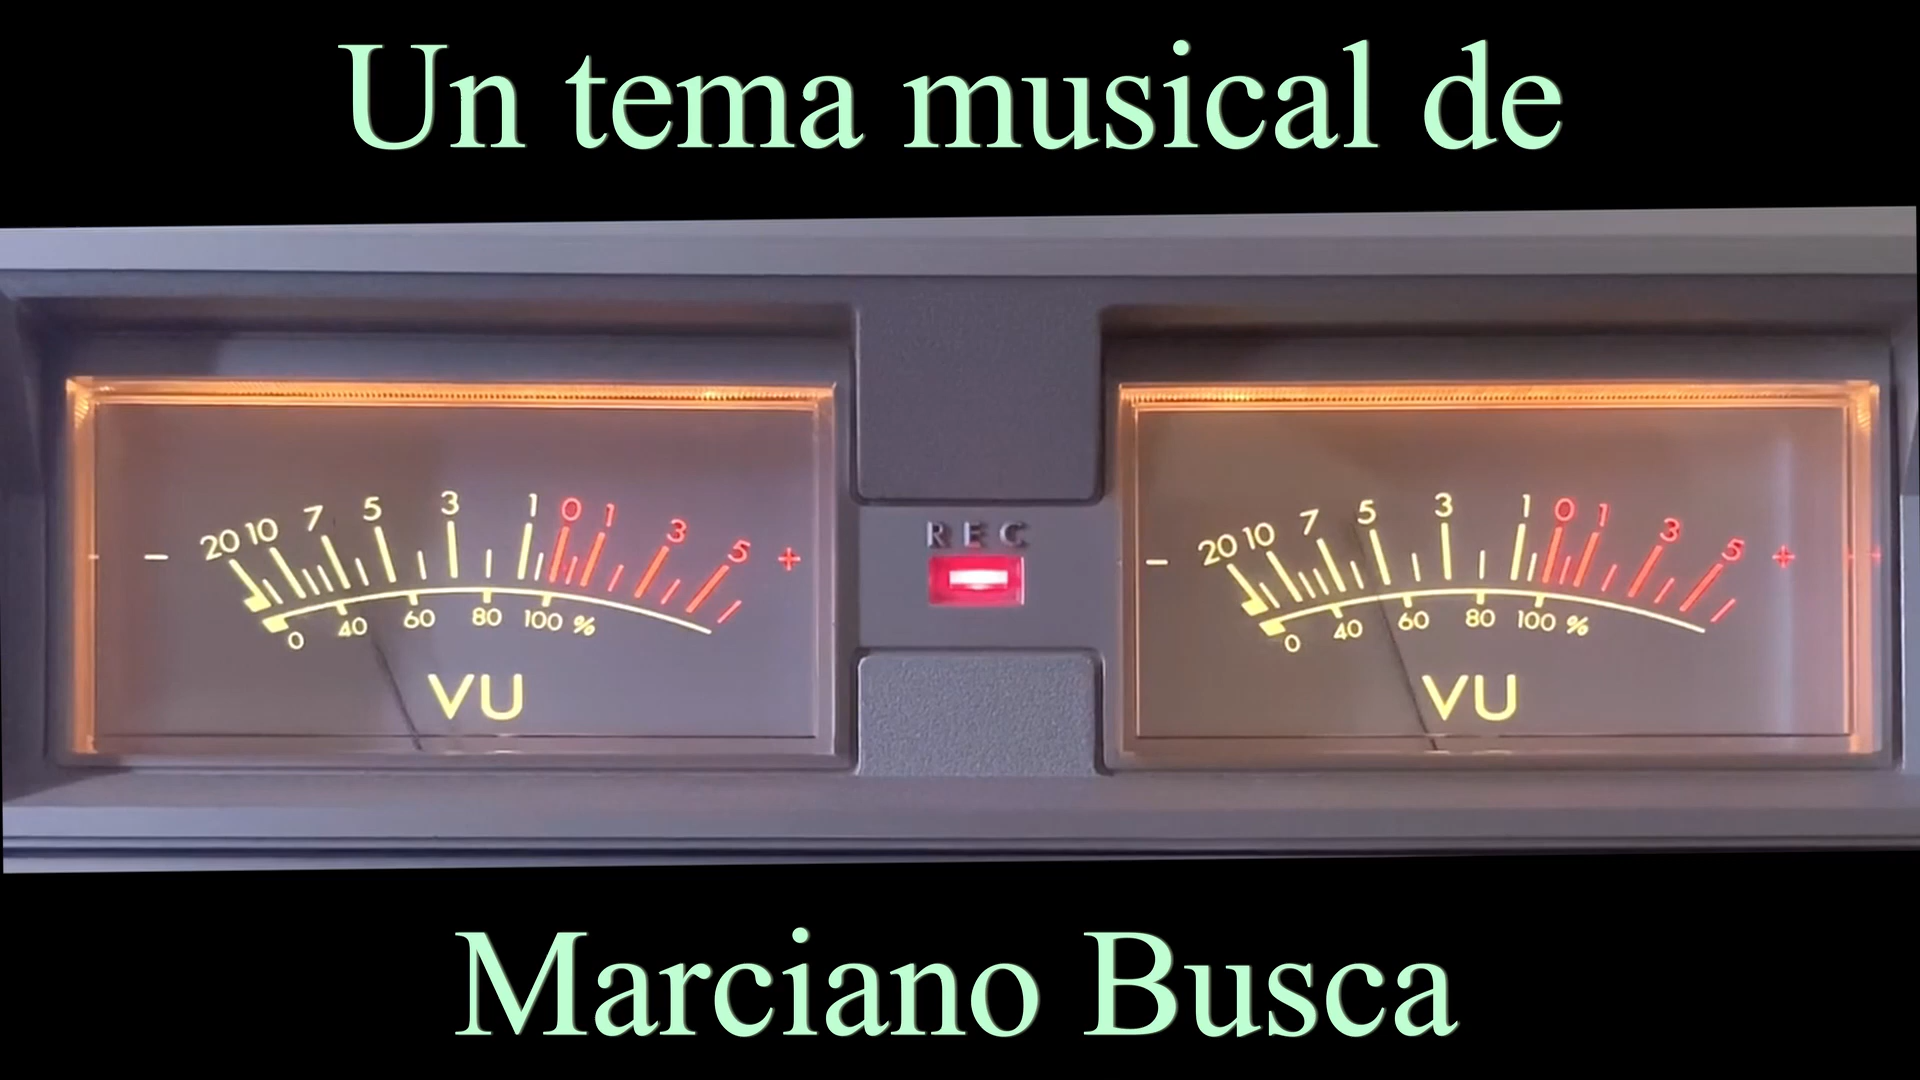 Un tema musical de
20 10 7 5 3 1 0 1 3 5 +
- 0 40 60 80 100 %
VU
REC
20 10 7 5 3 1 0 1 3 5 +
- 0 40 60 80 100 %
VU
Marciano Busca